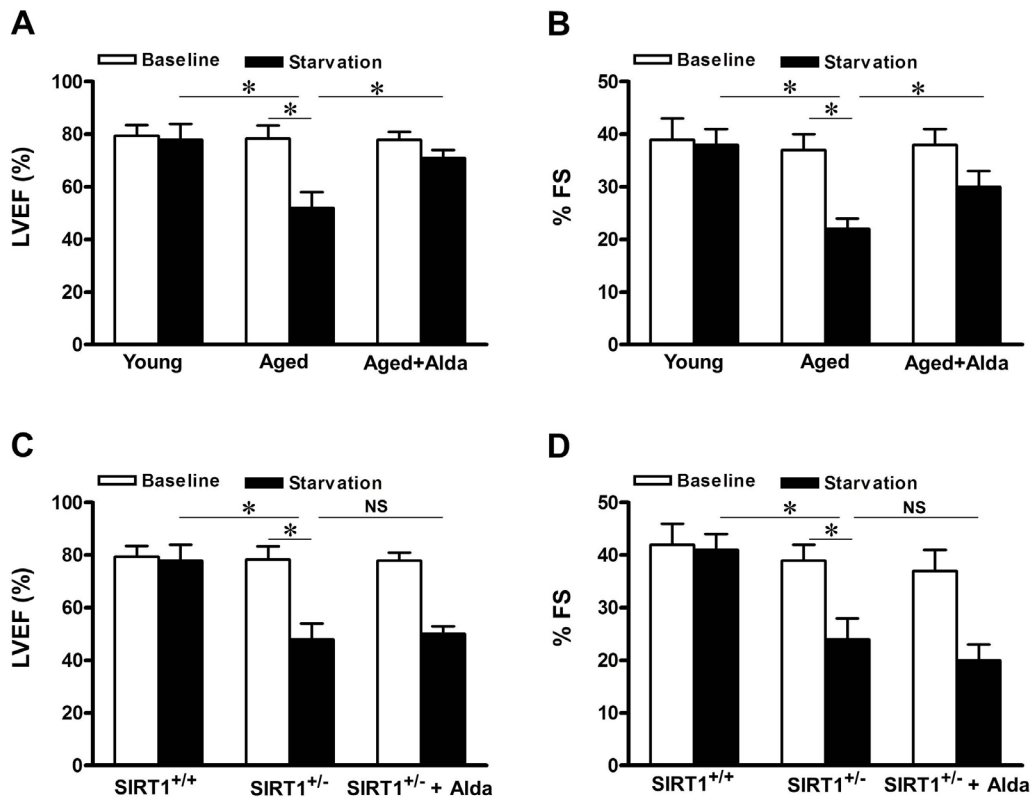 A
Baseline Starvation
LVEF (%)
100
80
60
40
20
0
*
*
*
Young Aged Aged+Alda
B
Baseline Starvation
% FS
50
40
30
20
10
0
*
*
*
Young Aged Aged+Alda
C
Baseline Starvation
LVEF (%)
100
80
60
40
20
0
*
*
NS
SIRT1+/+ SIRT1+/- SIRT1+/- + Alda
D
Baseline Starvation
% FS
50
40
30
20
10
0
*
*
NS
SIRT1+/+ SIRT1+/- SIRT1+/- + Alda